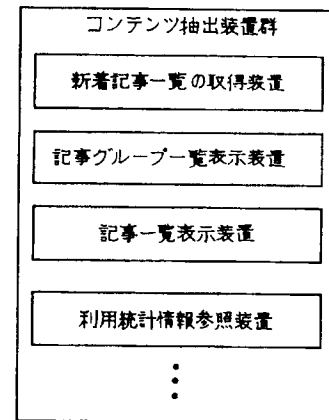 コンテンツ抽出装置群
新着記事一覧の取得装置
記事グループ一覧表示装置
記事一覧表示装置
利用統計情報参照装置